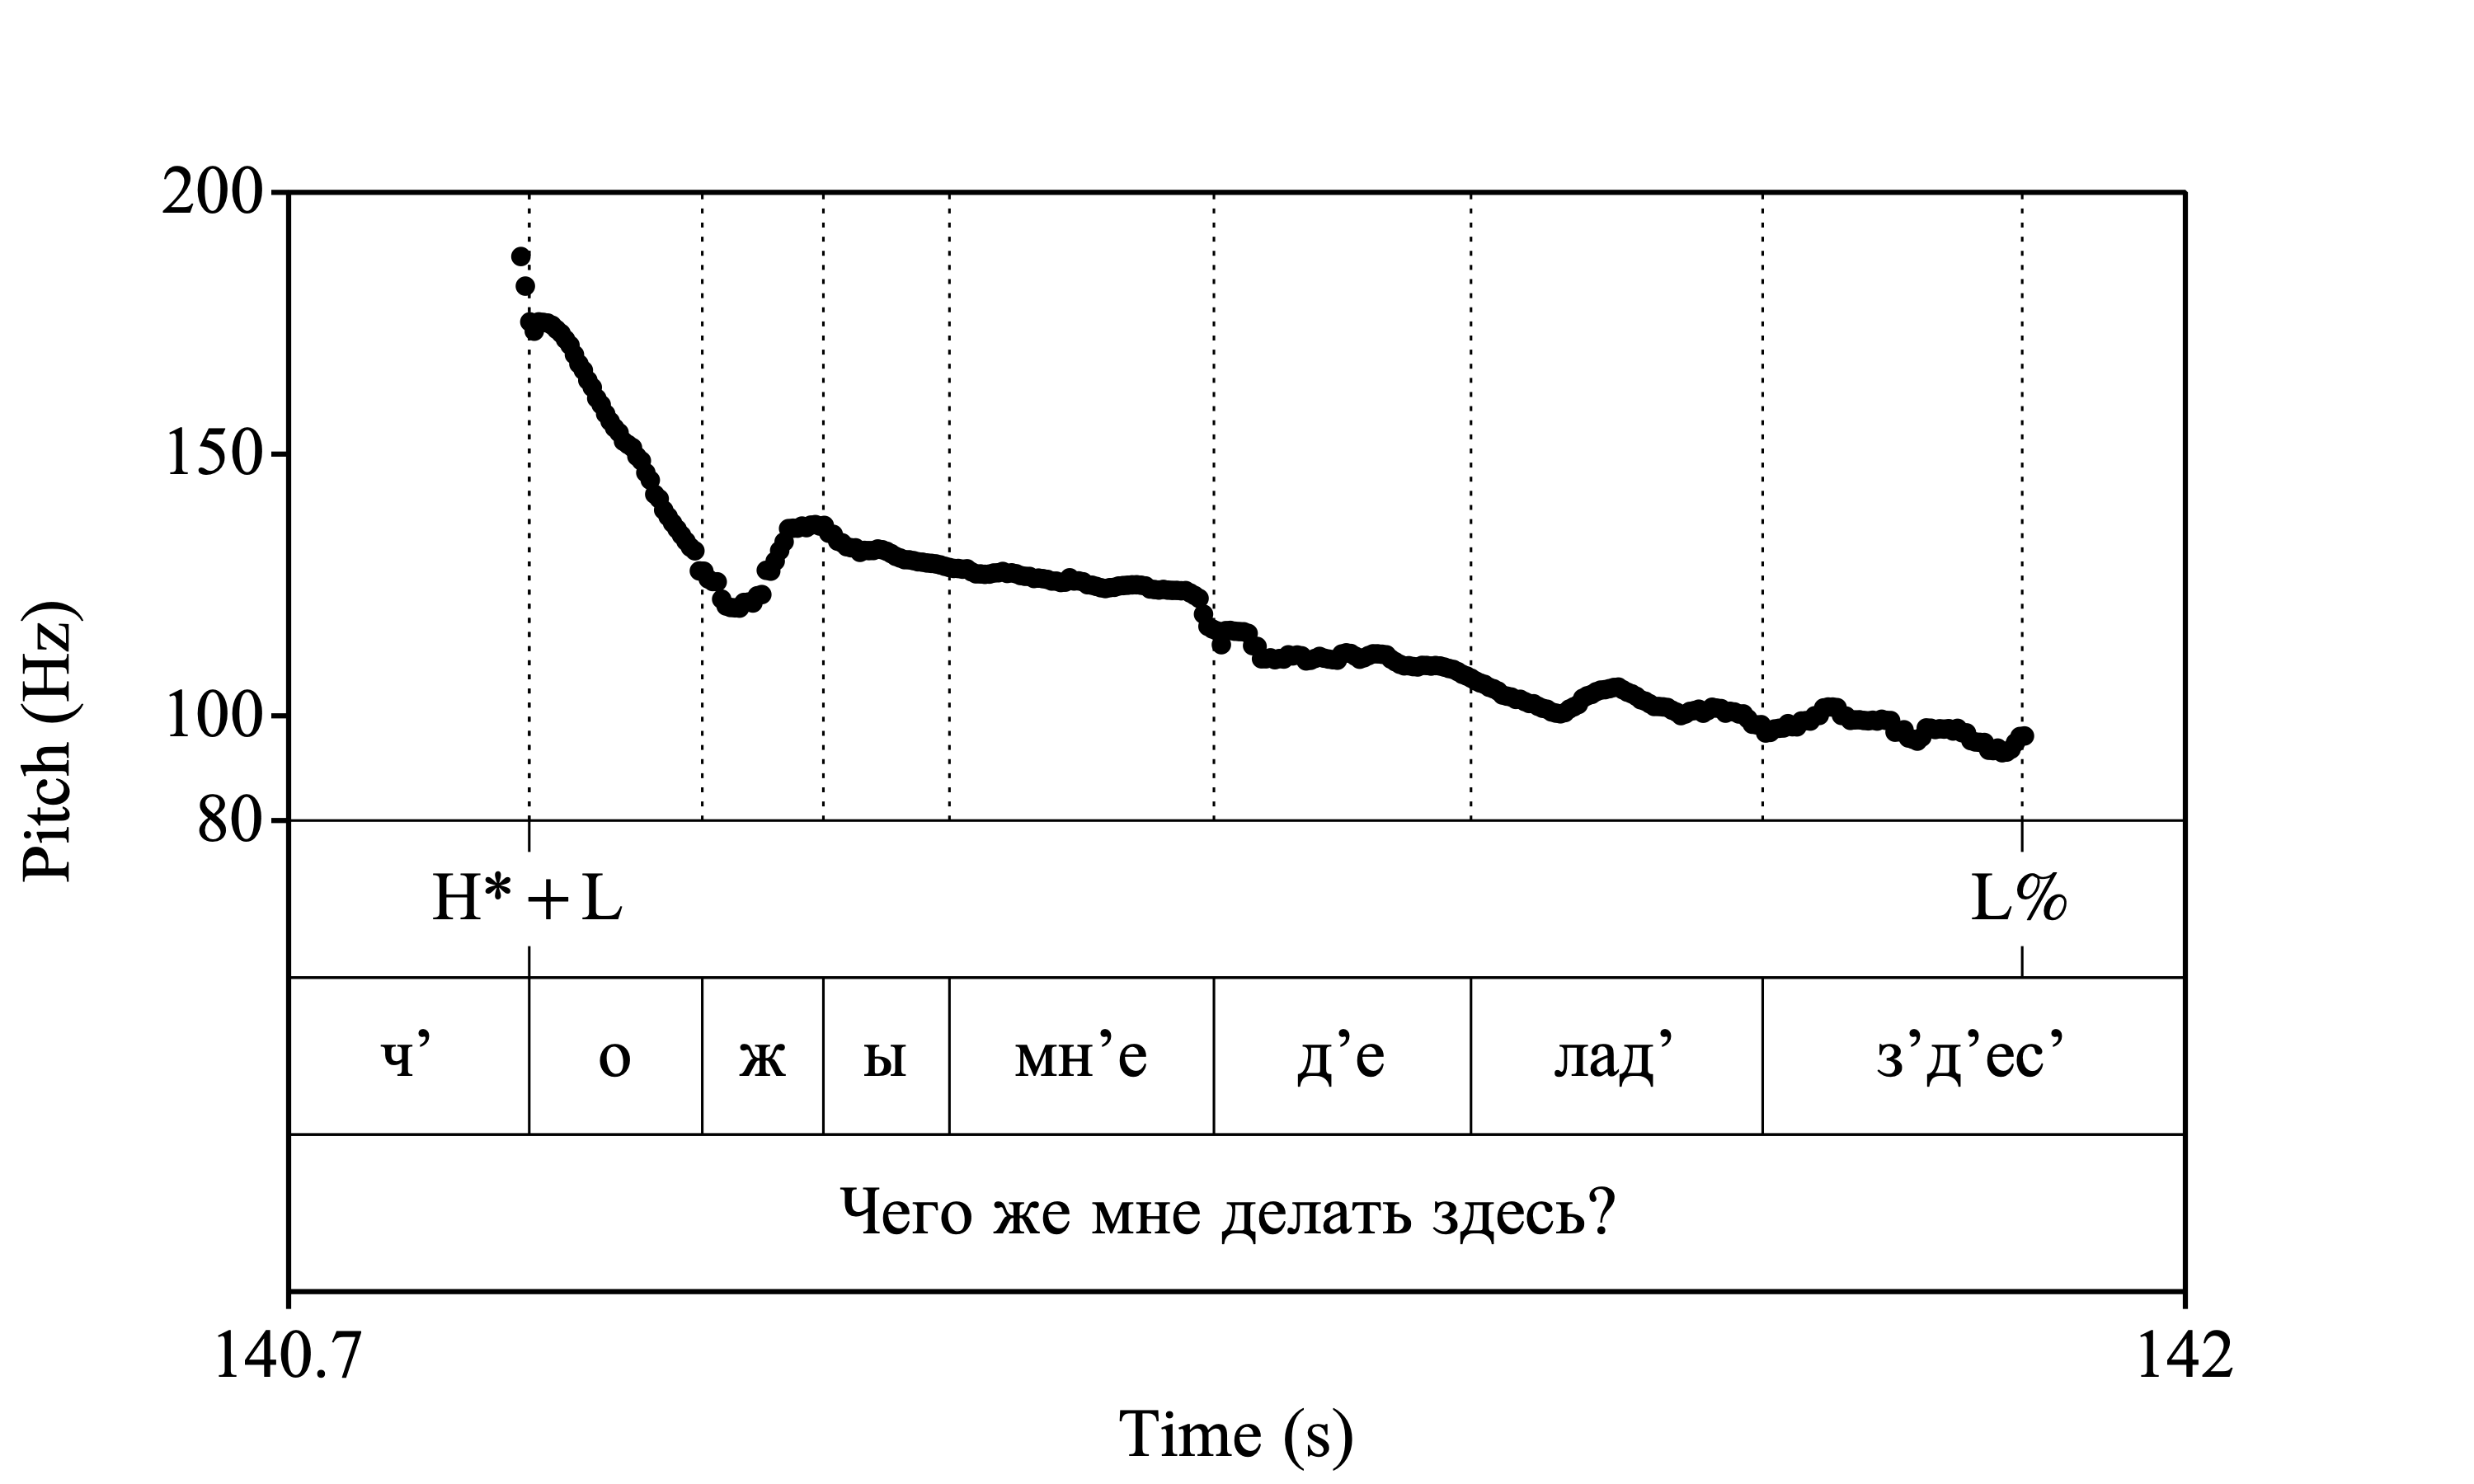 200
150
100
80
Pitch (Hz)
H*+L L%
ч’ о ж ы мн’е д’е лад’ з’д’ес’
Чего же мне делать здесь?
140.7 142
Time (s)